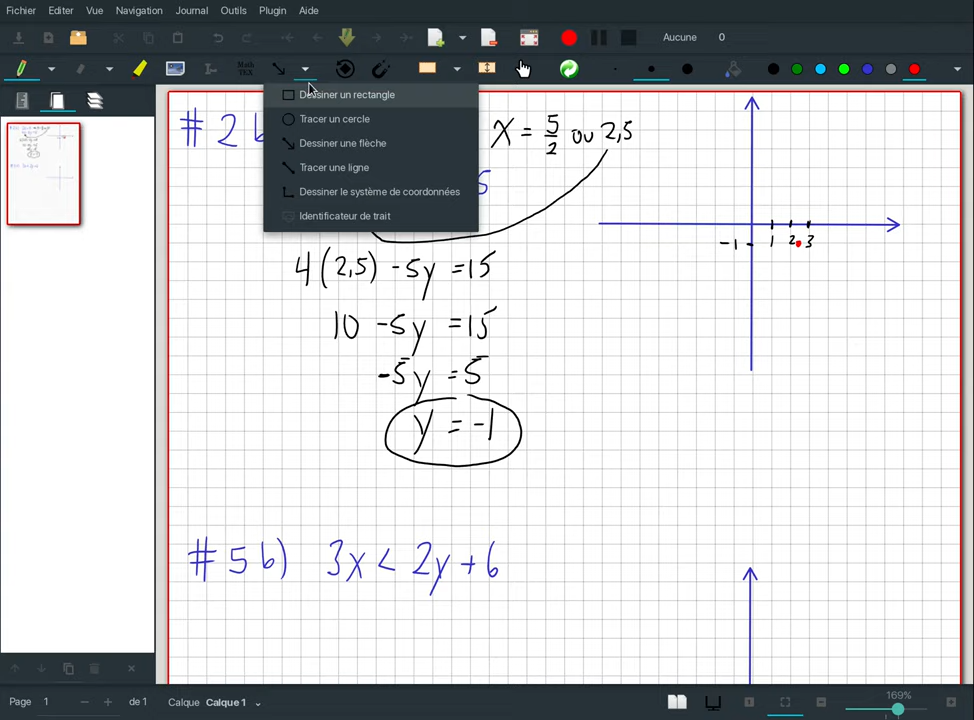 Fichier Editer Vue Navigation Journal Outils Plugin Aide
Aucune 0
Math TEX
Dessiner un rectangle
Tracer un cercle
Dessiner une flèche
Tracer une ligne
Dessiner le système de coordonnées
Identificateur de trait
# 2 b
x = 5/2 ou 2,5
5
4(2,5) -5y = 15
10 -5y = 15
-5y = 5
y = -1
1 2 3
-1
# 5 b) 3x < 2y + 6
Page 1 de 1 Calque Calque 1 169%